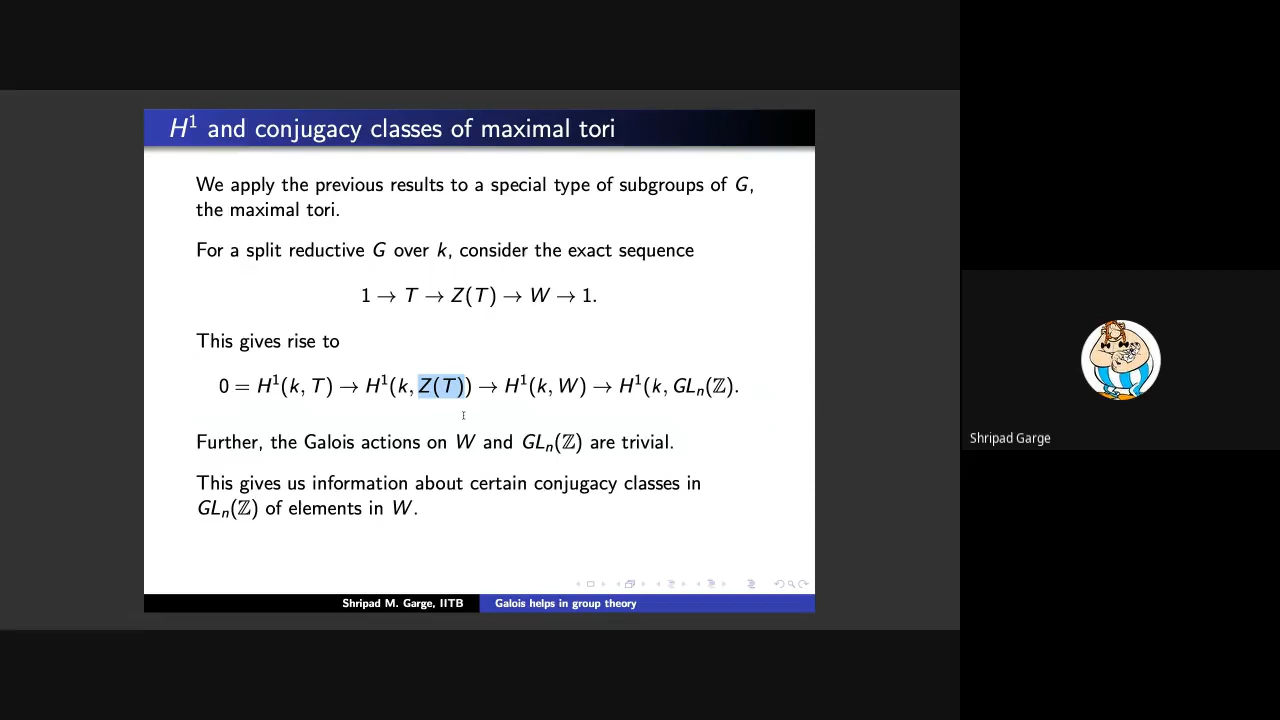 H¹ and conjugacy classes of maximal tori
We apply the previous results to a special type of subgroups of G,
the maximal tori.
For a split reductive G over k, consider the exact sequence
1 → T → Z(T) → W → 1.
This gives rise to
0 = H¹(k, T) → H¹(k, Z(T)) → H¹(k, W) → H¹(k, GLₙ(ℤ).
Further, the Galois actions on W and GLₙ(ℤ) are trivial.
This gives us information about certain conjugacy classes in
GLₙ(ℤ) of elements in W.
Shripad M. Garge, IITB
Galois helps in group theory
Shripad Garge